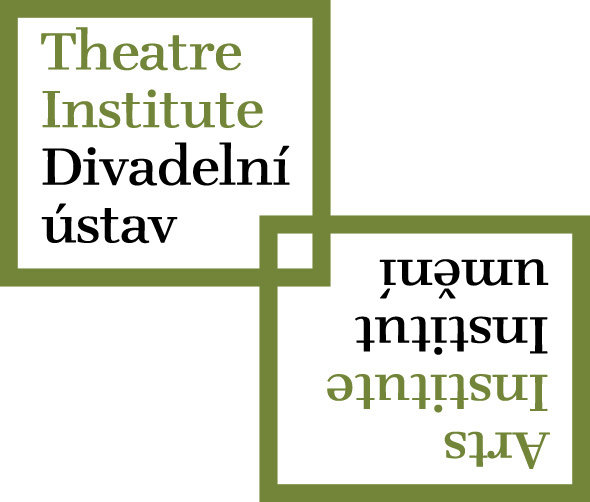 Theatre
Institute
Divadelní
ústav
Arts
Institute
Institut
umění